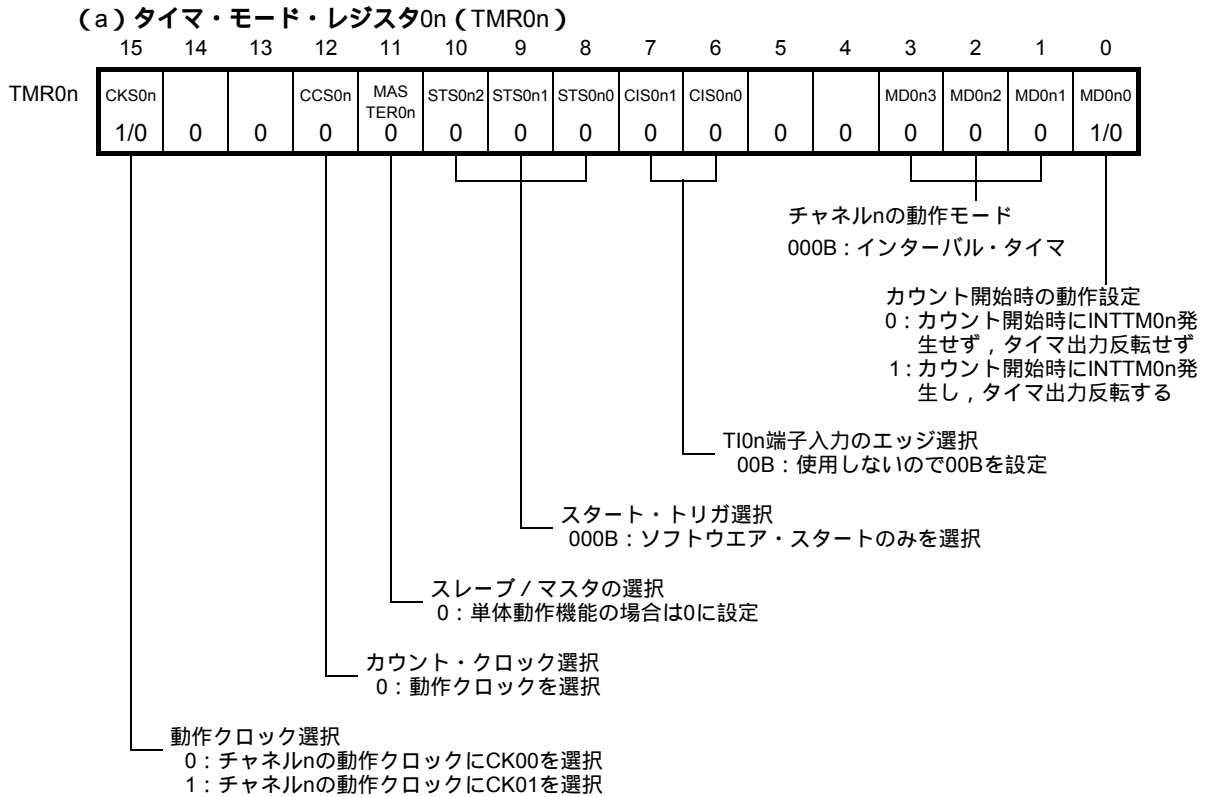 （a）タイマ・モード・レジスタ0n（TMR0n）
15 14 13 12 11 10 9 8 7 6 5 4 3 2 1 0
TMR0n
CKS0n CCS0n MAS
TER0n STS0n2 STS0n1 STS0n0 CIS0n1 CIS0n0 MD0n3 MD0n2 MD0n1 MD0n0
1/0 0 0 0 0 0 0 0 0 0 0 0 0 0 0 1/0
チャネルnの動作モード
000B：インターバル・タイマ
カウント開始時の動作設定
0：カウント開始時にINTTM0n発
生せず，タイマ出力反転せず
1：カウント開始時にINTTM0n発
生し，タイマ出力反転する
TI0n端子入力のエッジ選択
00B：使用しないので00Bを設定
スタート・トリガ選択
000B：ソフトウエア・スタートのみを選択
スレーブ／マスタの選択
0：単体動作機能の場合は0に設定
カウント・クロック選択
0：動作クロックを選択
動作クロック選択
0：チャネルnの動作クロックにCK00を選択
1：チャネルnの動作クロックにCK01を選択